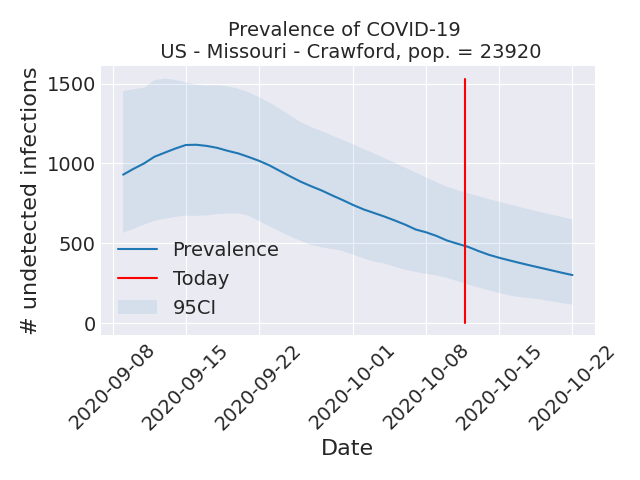 Prevalence of COVID-19
US - Missouri - Crawford, pop. = 23920
# undetected infections
1500
1000
500
0
Prevalence
Today
95CI
2020-09-08
2020-09-15
2020-09-22
2020-10-01
2020-10-08
2020-10-15
2020-10-22
Date